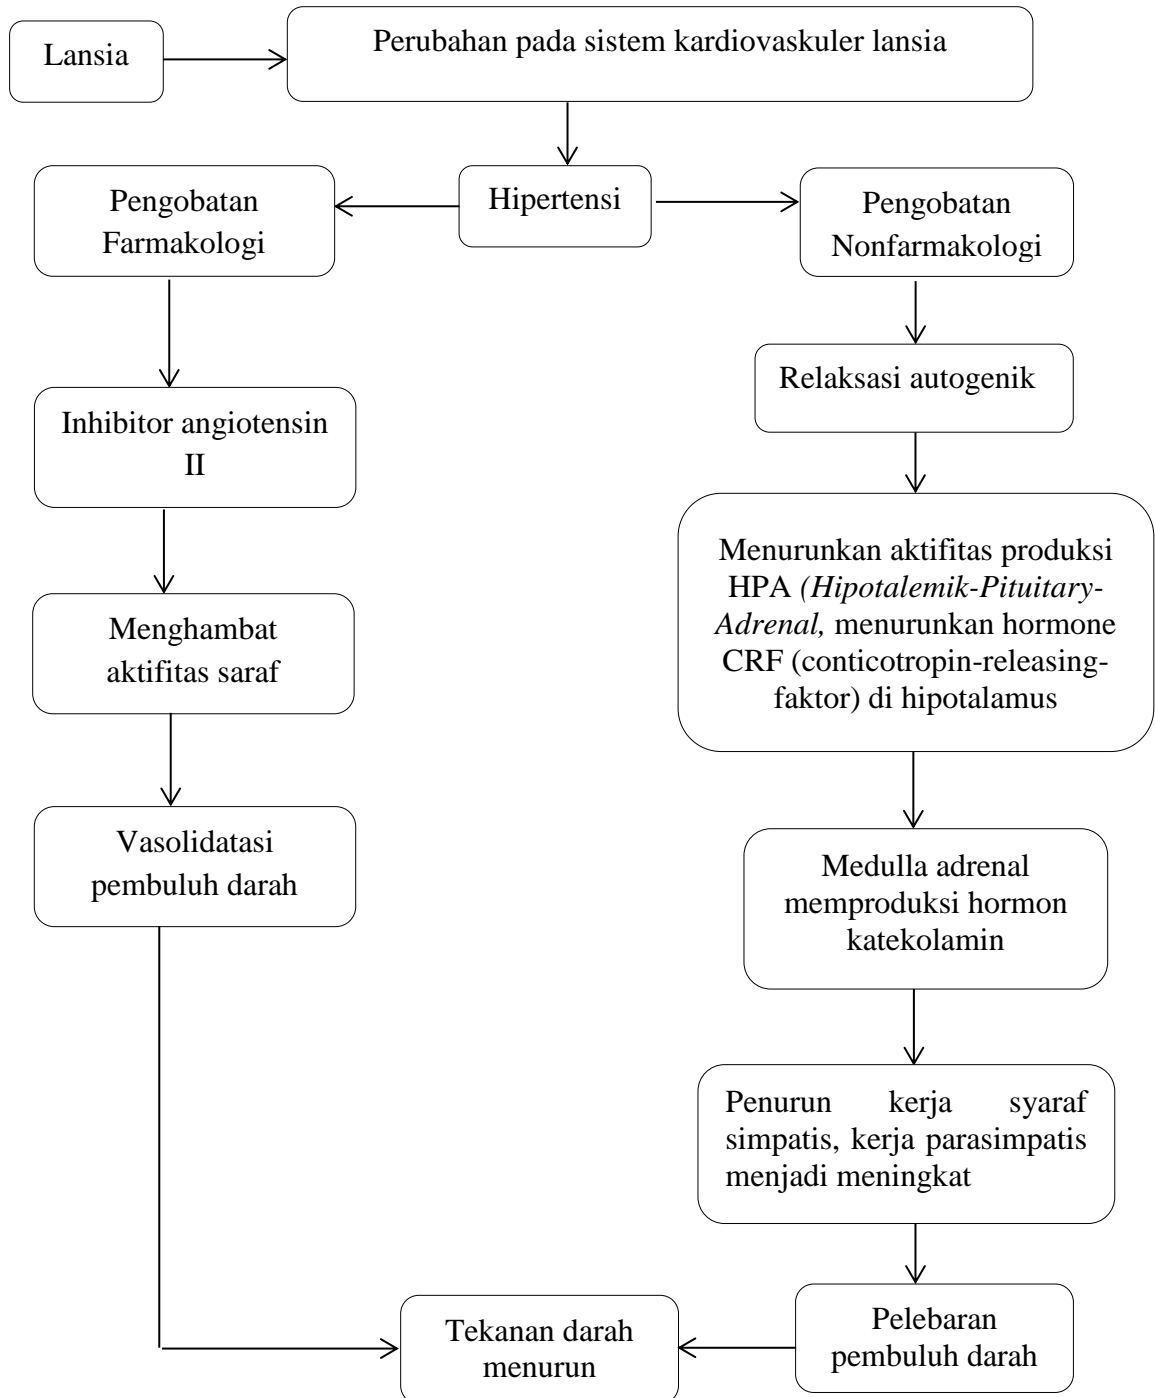 Lansia
Perubahan pada sistem kardiovaskuler lansia
Hipertensi
Pengobatan
Farmakologi
Inhibitor angiotensin
II
Menghambat
aktifitas saraf
Vasolidatasi
pembuluh darah
Pengobatan
Nonfarmakologi
Relaksasi autogenik
Menurunkan aktifitas produksi
HPA (Hipotalemik-Pituitary-
Adrenal, menurunkan hormone
CRF (conticotropin-releasing-
faktor) di hipotalamus
Medulla adrenal
memproduksi hormon
katekolamin
Penurun kerja syaraf
simpatis, kerja parasimpatis
menjadi meningkat
Pelebaran
pembuluh darah
Tekanan darah
menurun